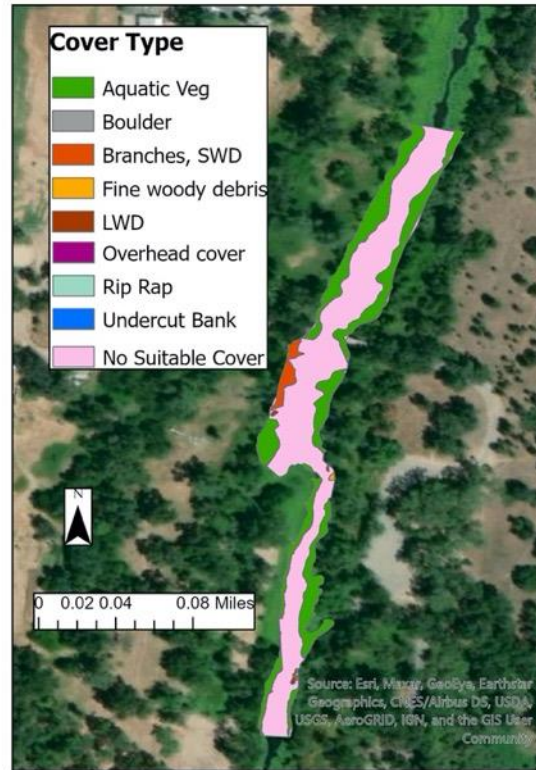 Cover Type
Aquatic Veg
Boulder
Branches, SWD
Fine woody debris
LWD
Overhead cover
Rip Rap
Undercut Bank
No Suitable Cover
N
0 0.02 0.04 0.08 Miles
Source: Esri, Maxar, GeoEye, Earthstar
Geographics, CNES/Airbus DS, USDA,
USGS, AeroGRID, IGN, and the GIS User
Community